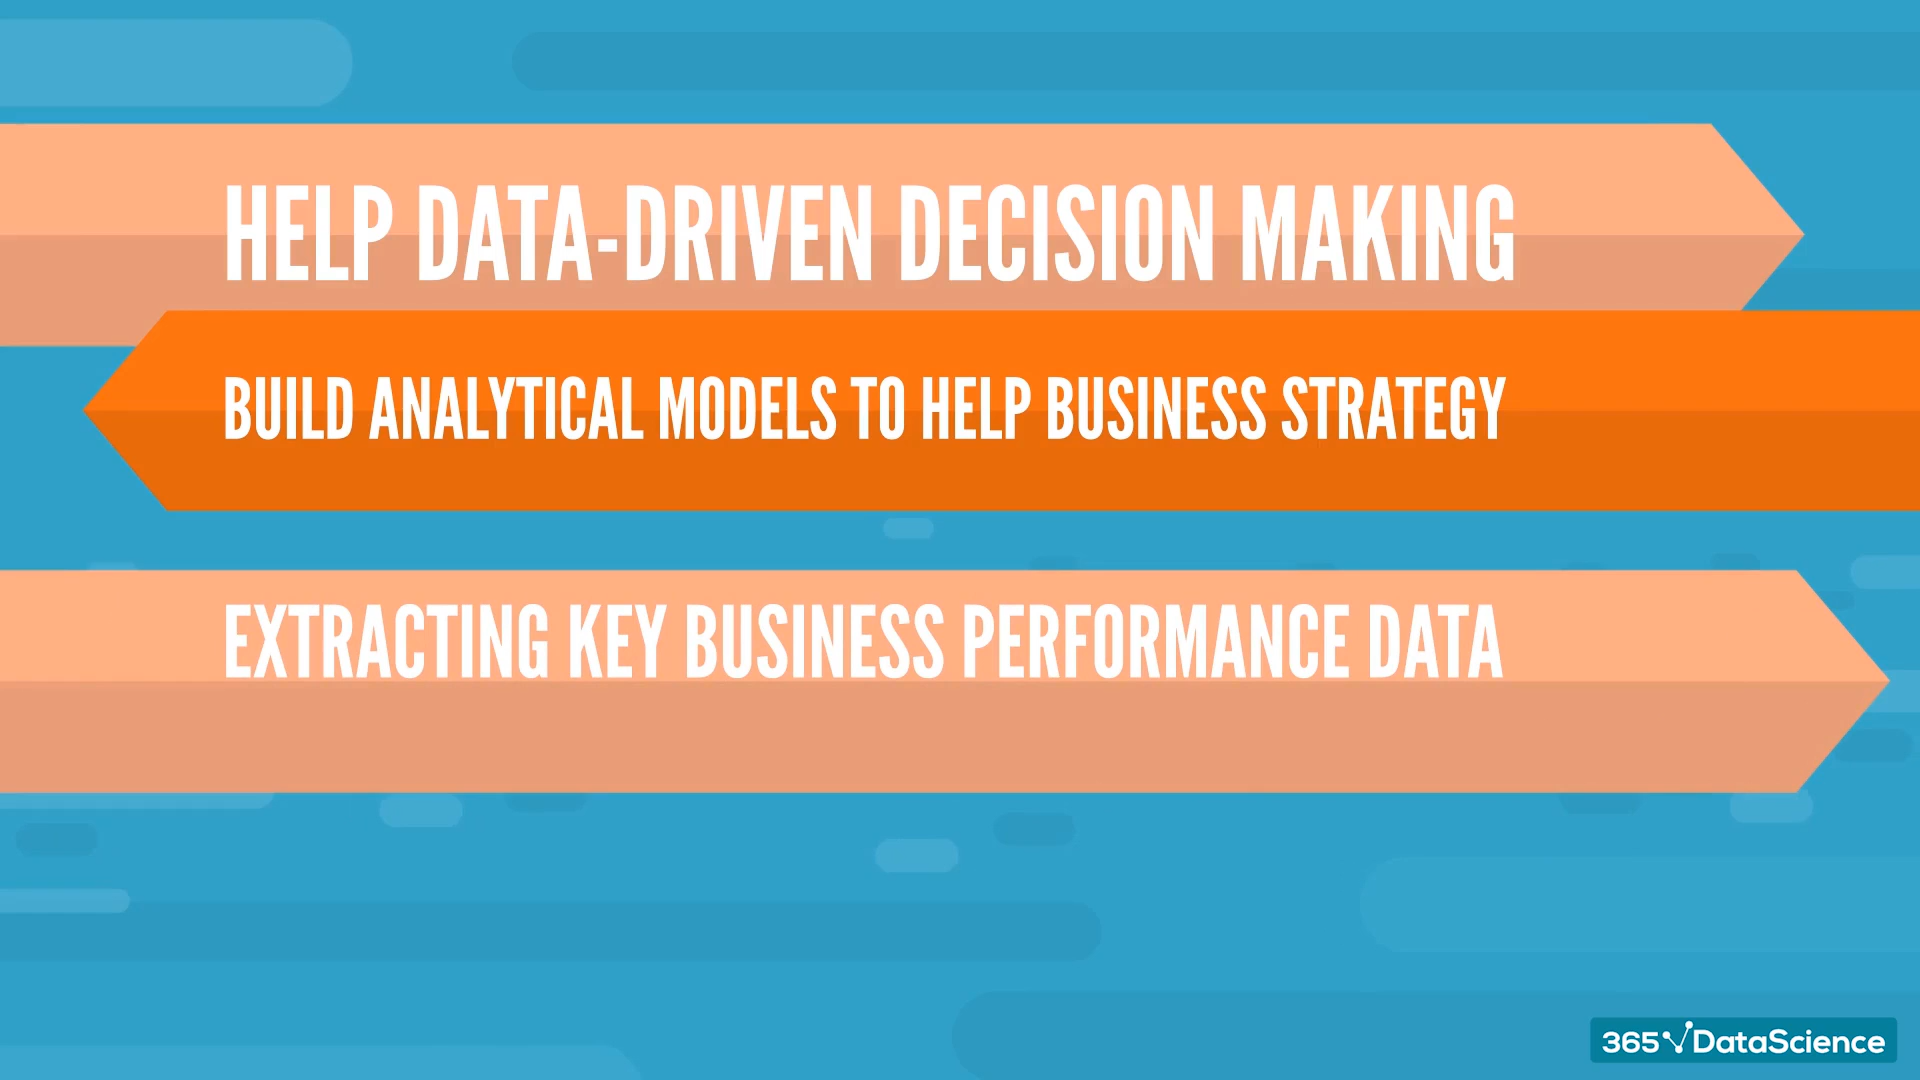 HELP DATA-DRIVEN DECISION MAKING
BUILD ANALYTICAL MODELS TO HELP BUSINESS STRATEGY
EXTRACTING KEY BUSINESS PERFORMANCE DATA
365 DataScience